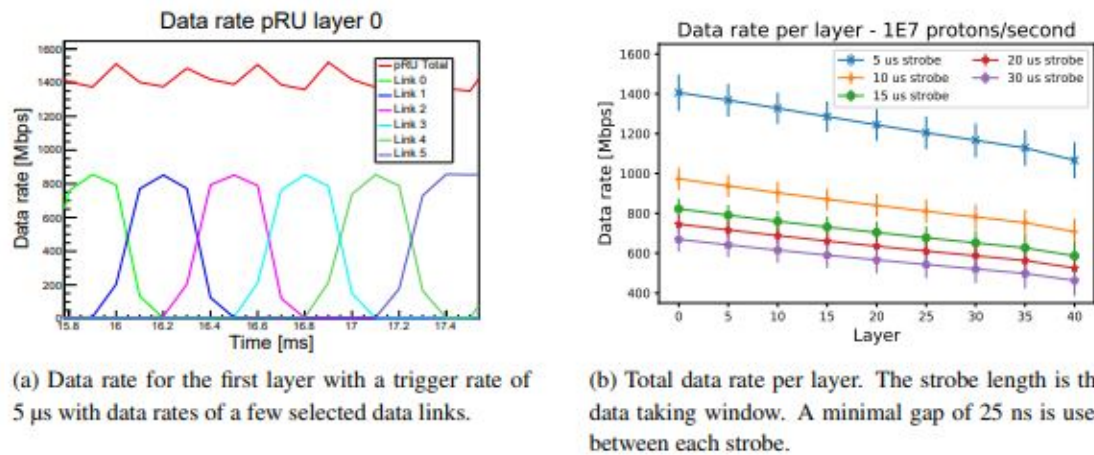 Data rate pRU layer 0
Data rate [Mbps]
1600
1400
1200
1000
800
600
400
200
0
pRU Total
Link 0
Link 1
Link 2
Link 3
Link 4
Link 5
15.8 16 16.2 16.4 16.6 16.8 17 17.2 17.4
Time [ms]
(a) Data rate for the first layer with a trigger rate of
5 µs with data rates of a few selected data links.
Data rate per layer - 1E7 protons/second
Data rate [Mbps]
1600
1400
1200
1000
800
600
400
5 us strobe
10 us strobe
15 us strobe
20 us strobe
30 us strobe
0 5 10 15 20 25 30 35 40
Layer
(b) Total data rate per layer. The strobe length is th
data taking window. A minimal gap of 25 ns is use
between each strobe.